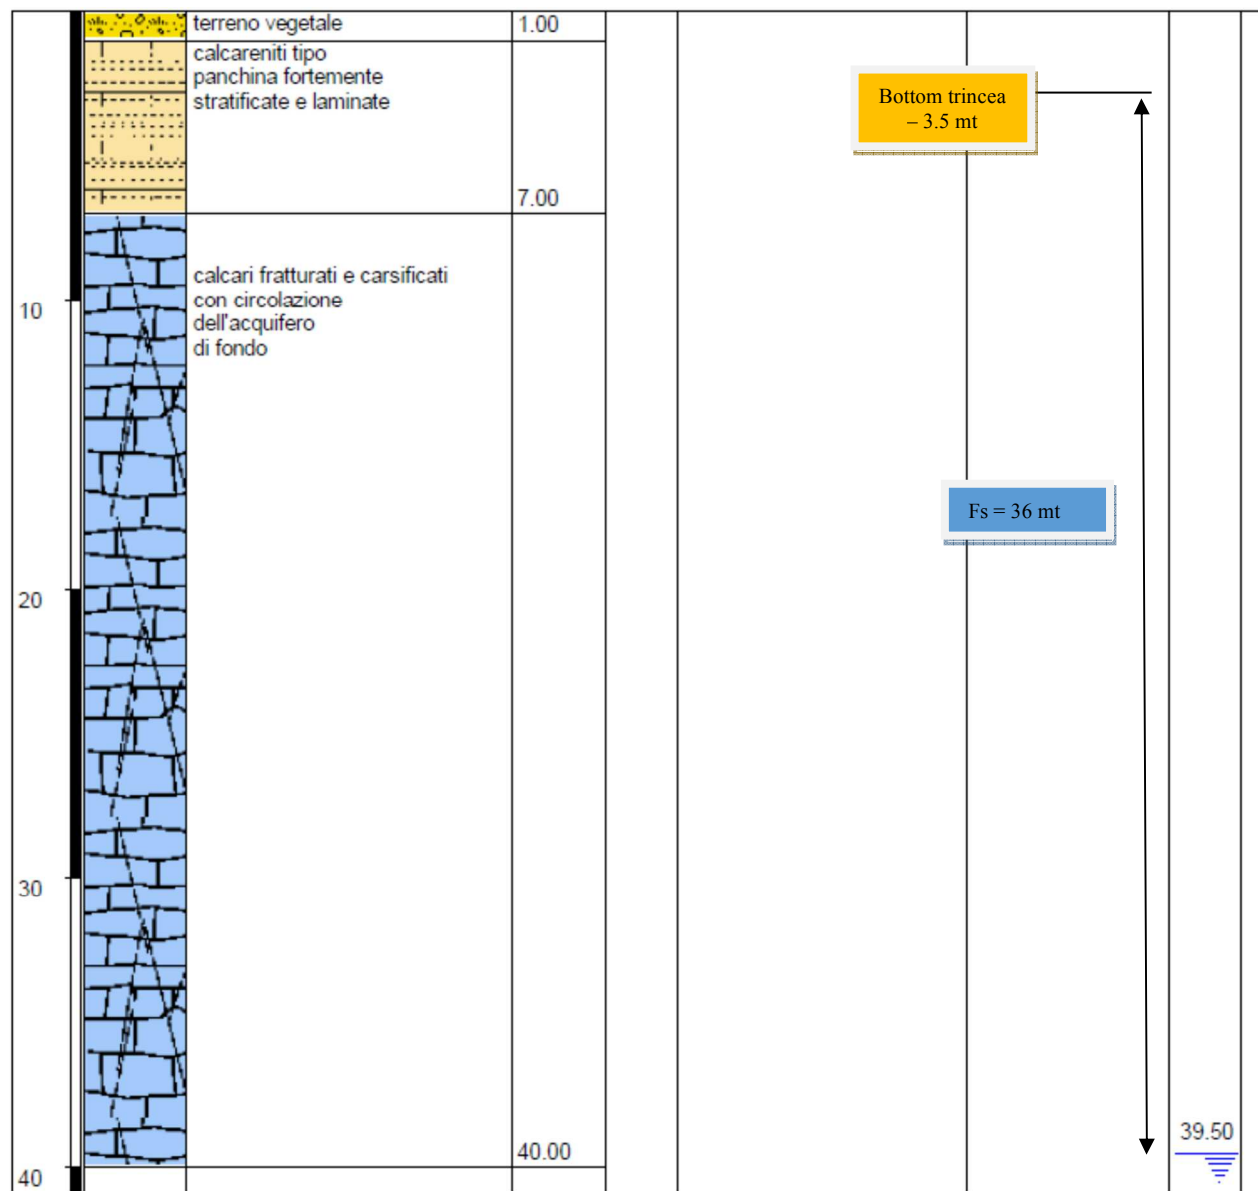 terreno vegetale
1.00
calcareniti tipo
panchina fortemente
stratificate e laminate
7.00
Bottom trincea
– 3.5 mt
calcari fratturati e carsificati
con circolazione
dell'acquifero
di fondo
10
Fs = 36 mt
20
30
39.50
40.00
40